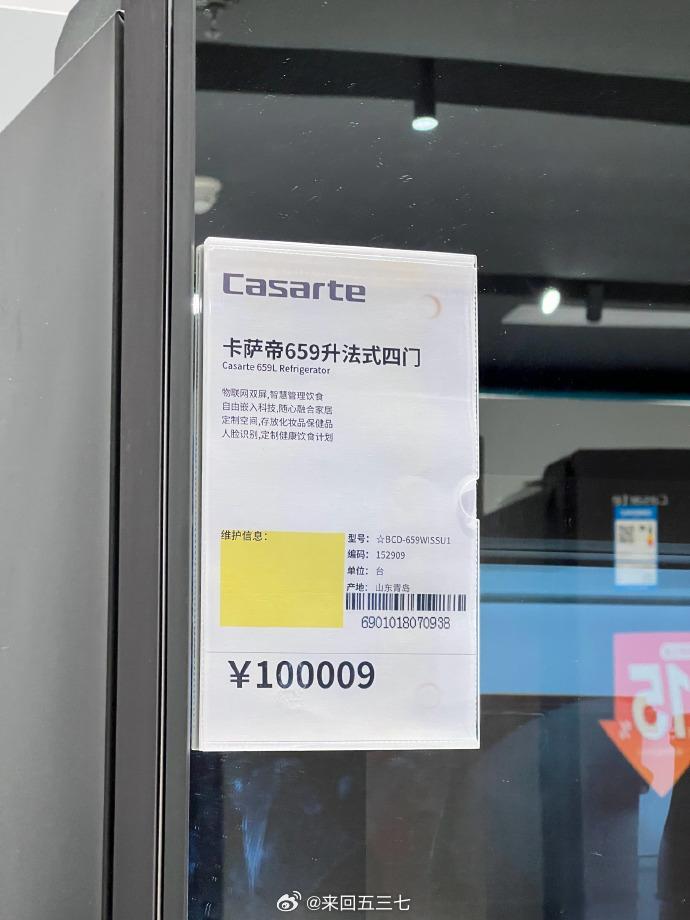 Casarte
卡萨帝659升法式四门
Casarte 659L Refrigerator
物联网双屏,智慧管理饮食
自由嵌入科技,随心融合家居
定制空间,存放化妆品保健品
人脸识别,定制健康饮食计划
维护信息:
型号: ☆BCD-659WISSU1
编码: 152909
单位: 台
产地: 山东青岛
6901018070938
¥100009
Casarte
15
%
@来回五三七